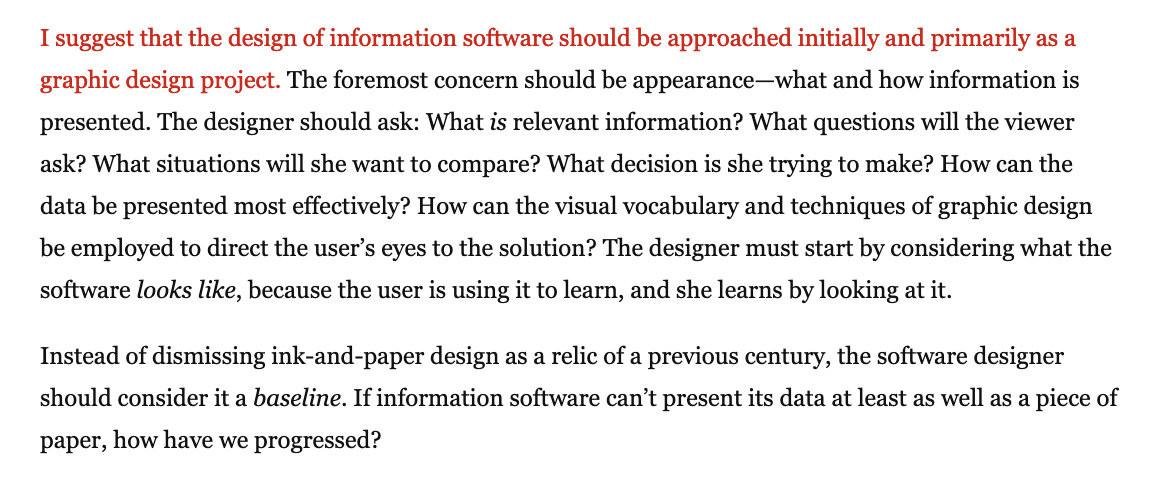 I suggest that the design of information software should be approached initially and primarily as a
graphic design project. The foremost concern should be appearance—what and how information is
presented. The designer should ask: What is relevant information? What questions will the viewer
ask? What situations will she want to compare? What decision is she trying to make? How can the
data be presented most effectively? How can the visual vocabulary and techniques of graphic design
be employed to direct the user’s eyes to the solution? The designer must start by considering what the
software looks like, because the user is using it to learn, and she learns by looking at it.
Instead of dismissing ink-and-paper design as a relic of a previous century, the software designer
should consider it a baseline. If information software can’t present its data at least as well as a piece of
paper, how have we progressed?